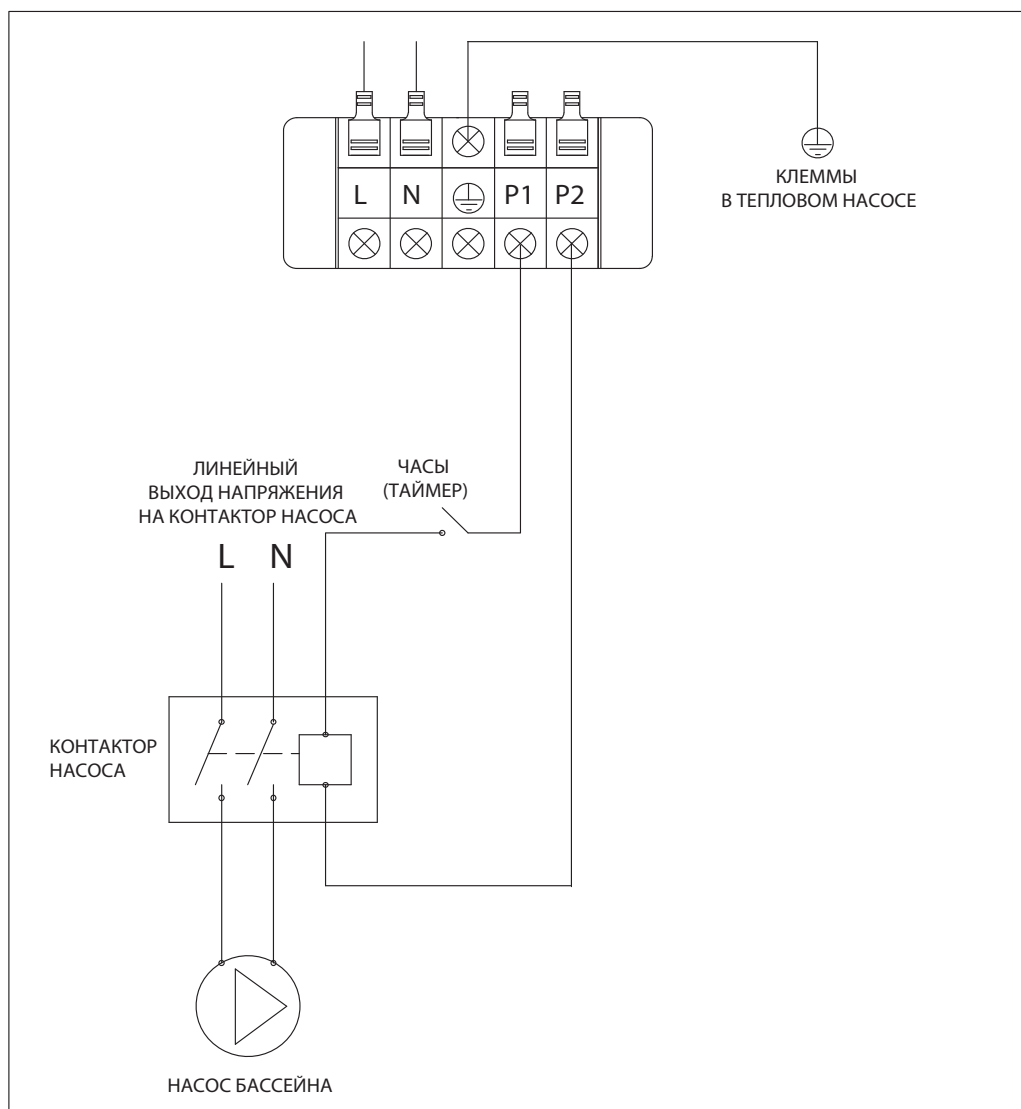 L N P1 P2
КЛЕММЫ
В ТЕПЛОВОМ НАСОСЕ
ЛИНЕЙНЫЙ
ВЫХОД НАПРЯЖЕНИЯ
НА КОНТАКТОР НАСОСА
ЧАСЫ
(ТАЙМЕР)
L N
КОНТАКТОР
НАСОСА
НАСОС БАССЕЙНА